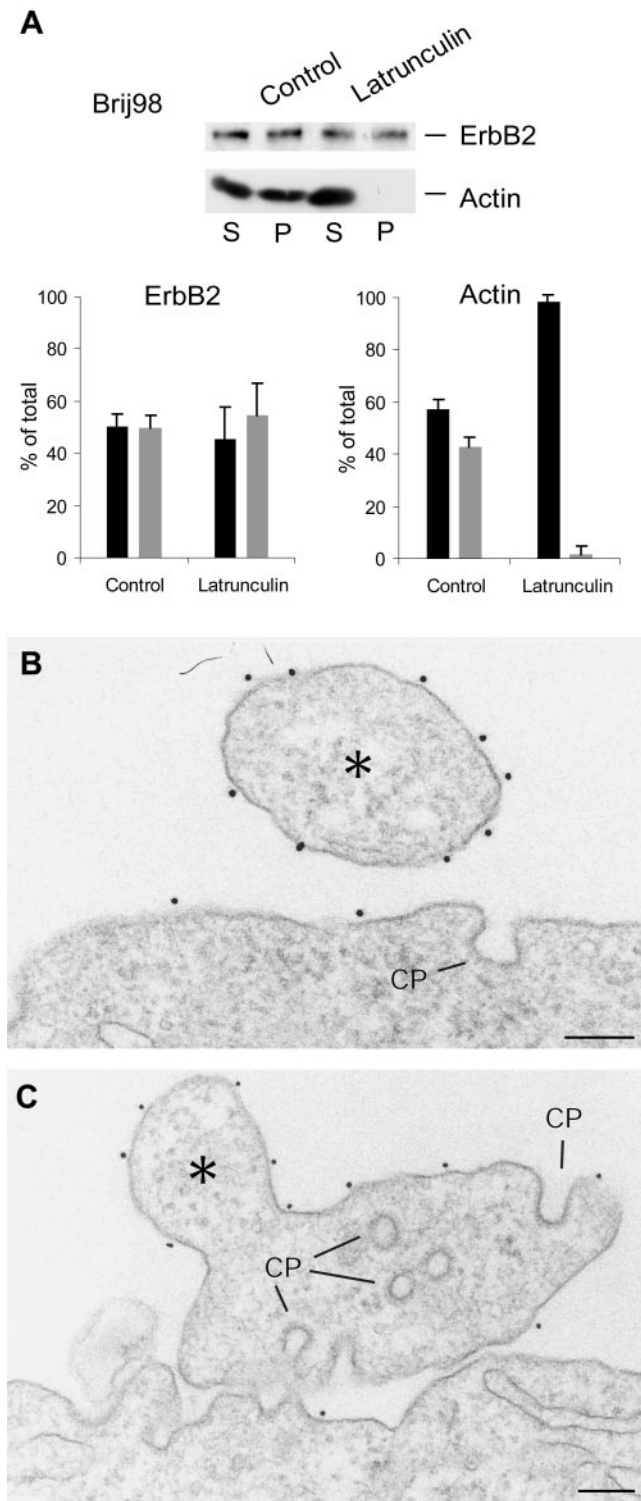 A
Control Latrunculin
Brij98
ErbB2
Actin
S P S P
ErbB2
% of total
100
80
60
40
20
0
Control Latrunculin
Actin
% of total
100
80
60
40
20
0
Control Latrunculin
B
*
CP
C
*
CP
CP